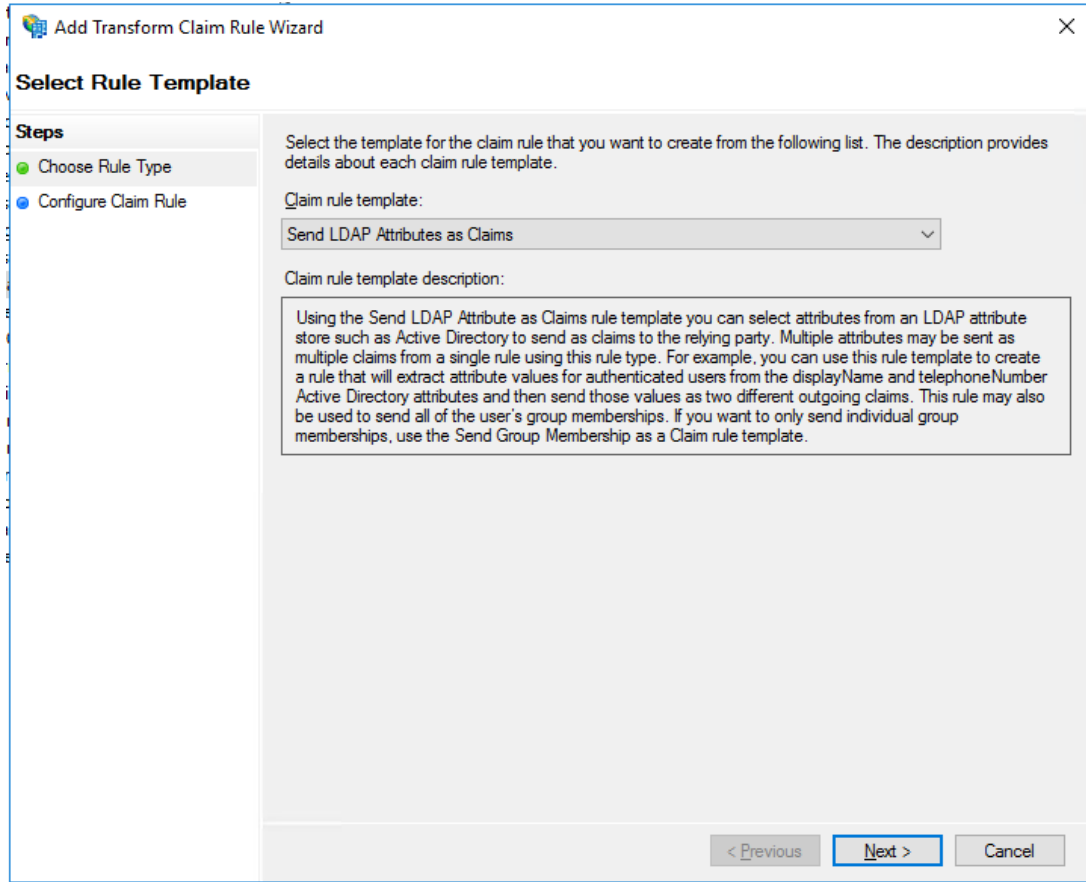 Add Transform Claim Rule Wizard
Select Rule Template
Steps
Choose Rule Type
Configure Claim Rule
Select the template for the claim rule that you want to create from the following list. The description provides
details about each claim rule template.
Claim rule template:
Send LDAP Attributes as Claims
Claim rule template description:
Using the Send LDAP Attribute as Claims rule template you can select attributes from an LDAP attribute
store such as Active Directory to send as claims to the relying party. Multiple attributes may be sent as
multiple claims from a single rule using this rule type. For example, you can use this rule template to create
a rule that will extract attribute values for authenticated users from the displayName and telephoneNumber
Active Directory attributes and then send those values as two different outgoing claims. This rule may also
be used to send all of the user's group memberships. If you want to only send individual group
memberships, use the Send Group Membership as a Claim rule template.
< Previous
Next >
Cancel